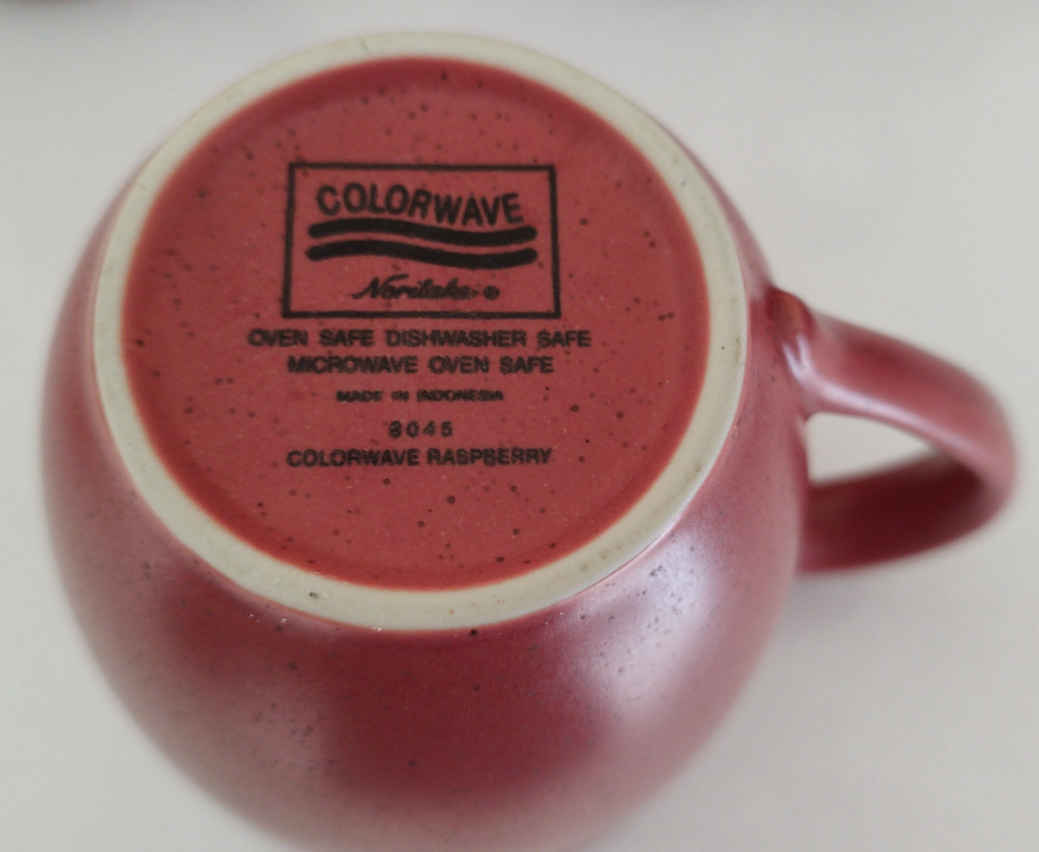 COLORWAVE
Noritake ®
OVEN SAFE DISHWASHER SAFE
MICROWAVE OVEN SAFE
MADE IN INDONESIA
8045
COLORWAVE RASPBERRY